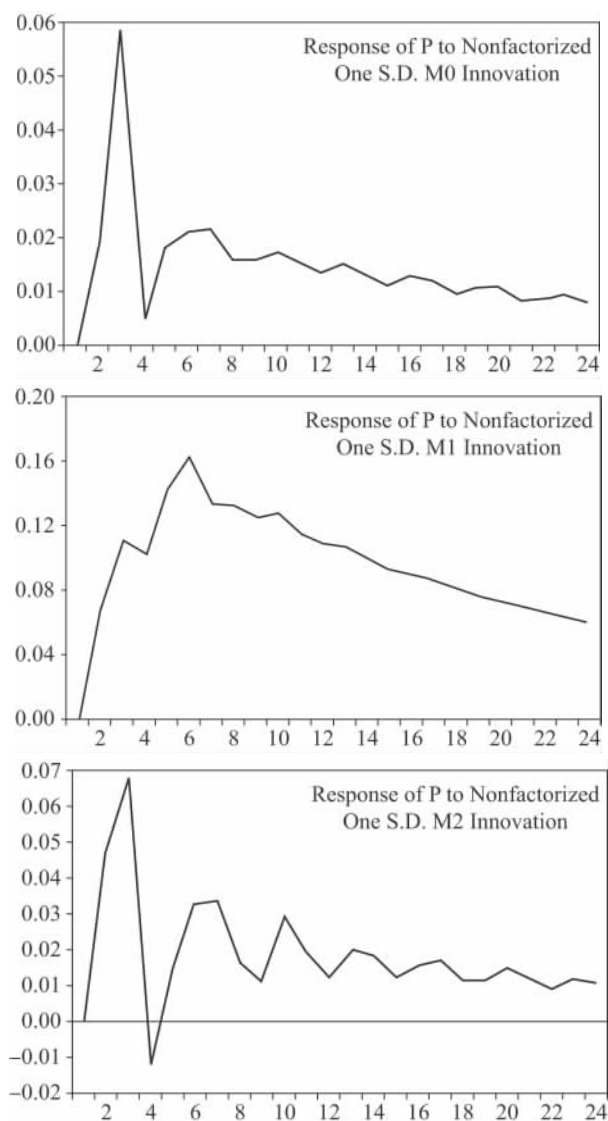 0.06
Response of P to Nonfactorized
One S.D. M0 Innovation
0.05
0.04
0.03
0.02
0.01
0.00
2 4 6 8 10 12 14 16 18 20 22 24
0.20
Response of P to Nonfactorized
One S.D. M1 Innovation
0.16
0.12
0.08
0.04
0.00
2 4 6 8 10 12 14 16 18 20 22 24
0.07
Response of P to Nonfactorized
0.06
One S.D. M2 Innovation
0.05
0.04
0.03
0.02
0.01
0.00
−0.01
−0.02
2 4 6 8 10 12 14 16 18 20 22 24